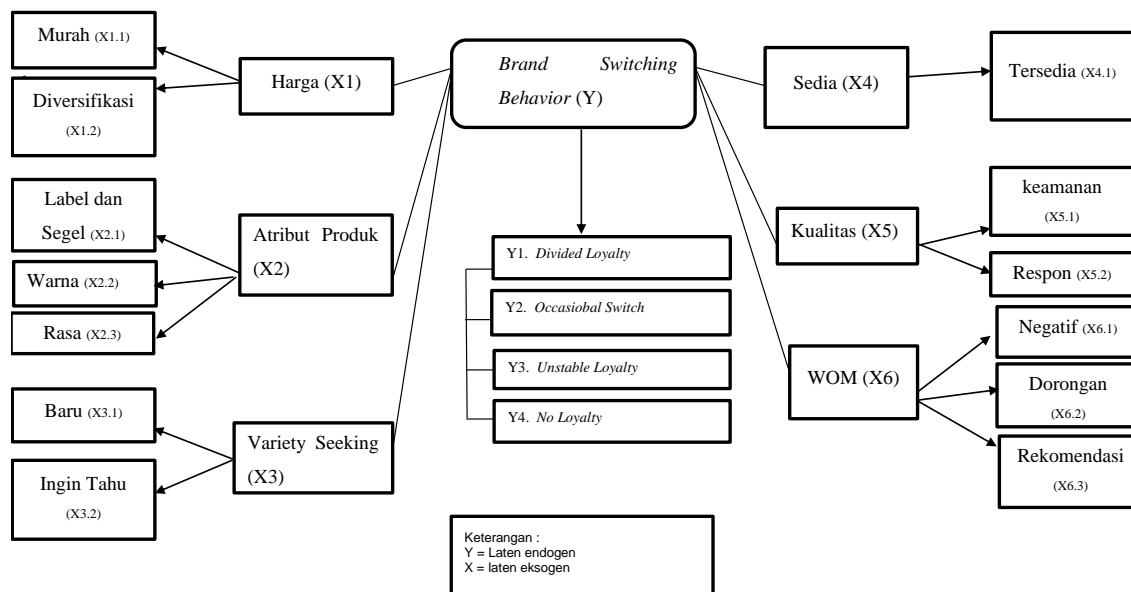 Murah (X1.1)
Diversifikasi
(X1.2)
Harga (X1)
Label dan
Segel (X2.1)
Warna (X2.2)
Rasa (X2.3)
Atribut Produk
(X2)
Baru (X3.1)
Ingin Tahu
(X3.2)
Variety Seeking
(X3)
Brand Switching
Behavior (Y)
Y1. Divided Loyalty
Y2. Occasiobal Switch
Y3. Unstable Loyalty
Y4. No Loyalty
Sedia (X4)
Tersedia (X4.1)
Kualitas (X5)
keamanan
(X5.1)
Respon (X5.2)
WOM (X6)
Negatif (X6.1)
Dorongan
(X6.2)
Rekomendasi
(X6.3)
Keterangan :
Y = Laten endogen
X = laten eksogen